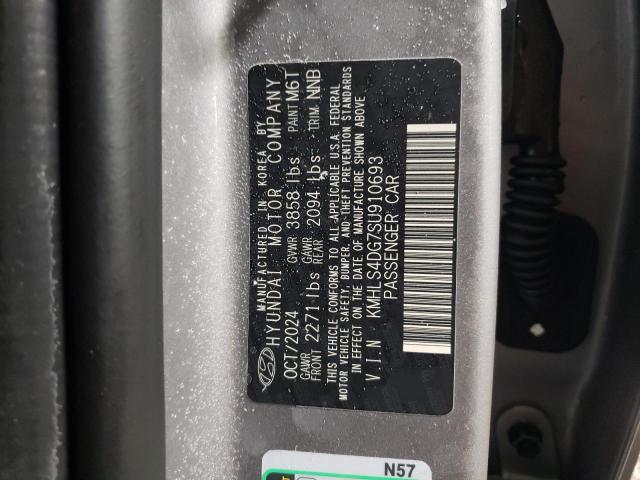 MANUFACTURED IN KOREA BY
HYUNDAI MOTOR COMPANY
OCT/2024 GVWR 3858 lbs PAINT M6T
GAWR FRONT 2271 lbs GAWR REAR 2094 lbs TRIM. NNB
THIS VEHICLE CONFORMS TO ALL APPLICABLE U.S.A. FEDERAL
MOTOR VEHICLE SAFETY, BUMPER, AND THEFT PREVENTION STANDARDS
IN EFFECT ON THE DATE OF MANUFACTURE SHOWN ABOVE
V.I.N KMHLS4DG7SU910693
PASSENGER CAR
N57